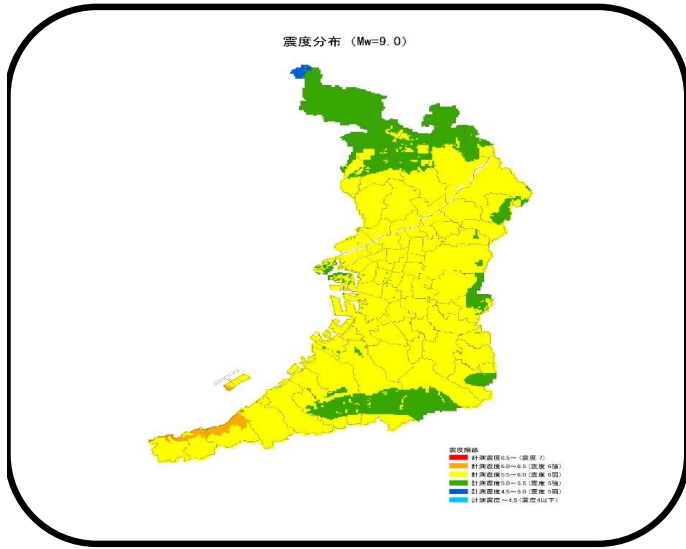 震度分布 (Mw=9.0)
震度階級
計測震度6.5～ (震度 7)
計測震度6.0～6.5 (震度 6強)
計測震度5.5～6.0 (震度 6弱)
計測震度5.0～5.5 (震度 5強)
計測震度4.5～5.0 (震度 5弱)
計測震度～4.5 (震度4以下)